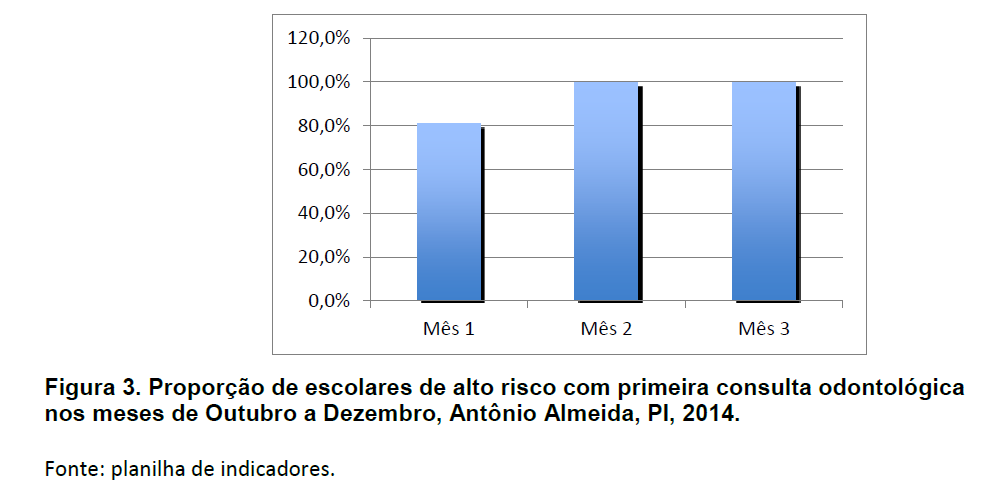 120,0%
100,0%
80,0%
60,0%
40,0%
20,0%
0,0%
Mês 1 Mês 2 Mês 3
Figura 3. Proporção de escolares de alto risco com primeira consulta odontológica
nos meses de Outubro a Dezembro, Antônio Almeida, PI, 2014.
Fonte: planilha de indicadores.